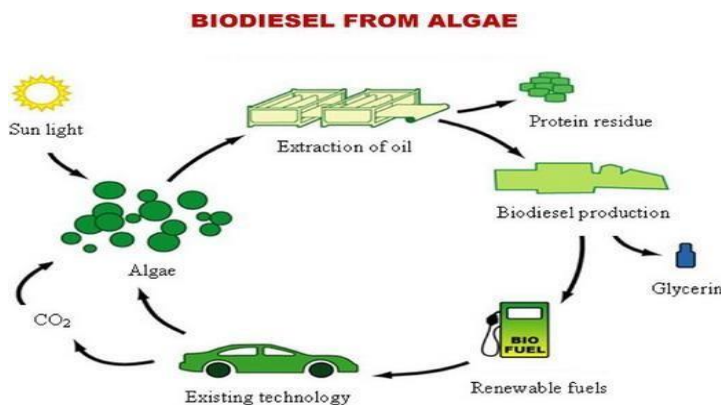 BIODIESEL FROM ALGAE
Sun light
Extraction of oil
Protein residue
Biodiesel production
Algae
Glycerin
CO₂
BIO
FUEL
Existing technology
Renewable fuels